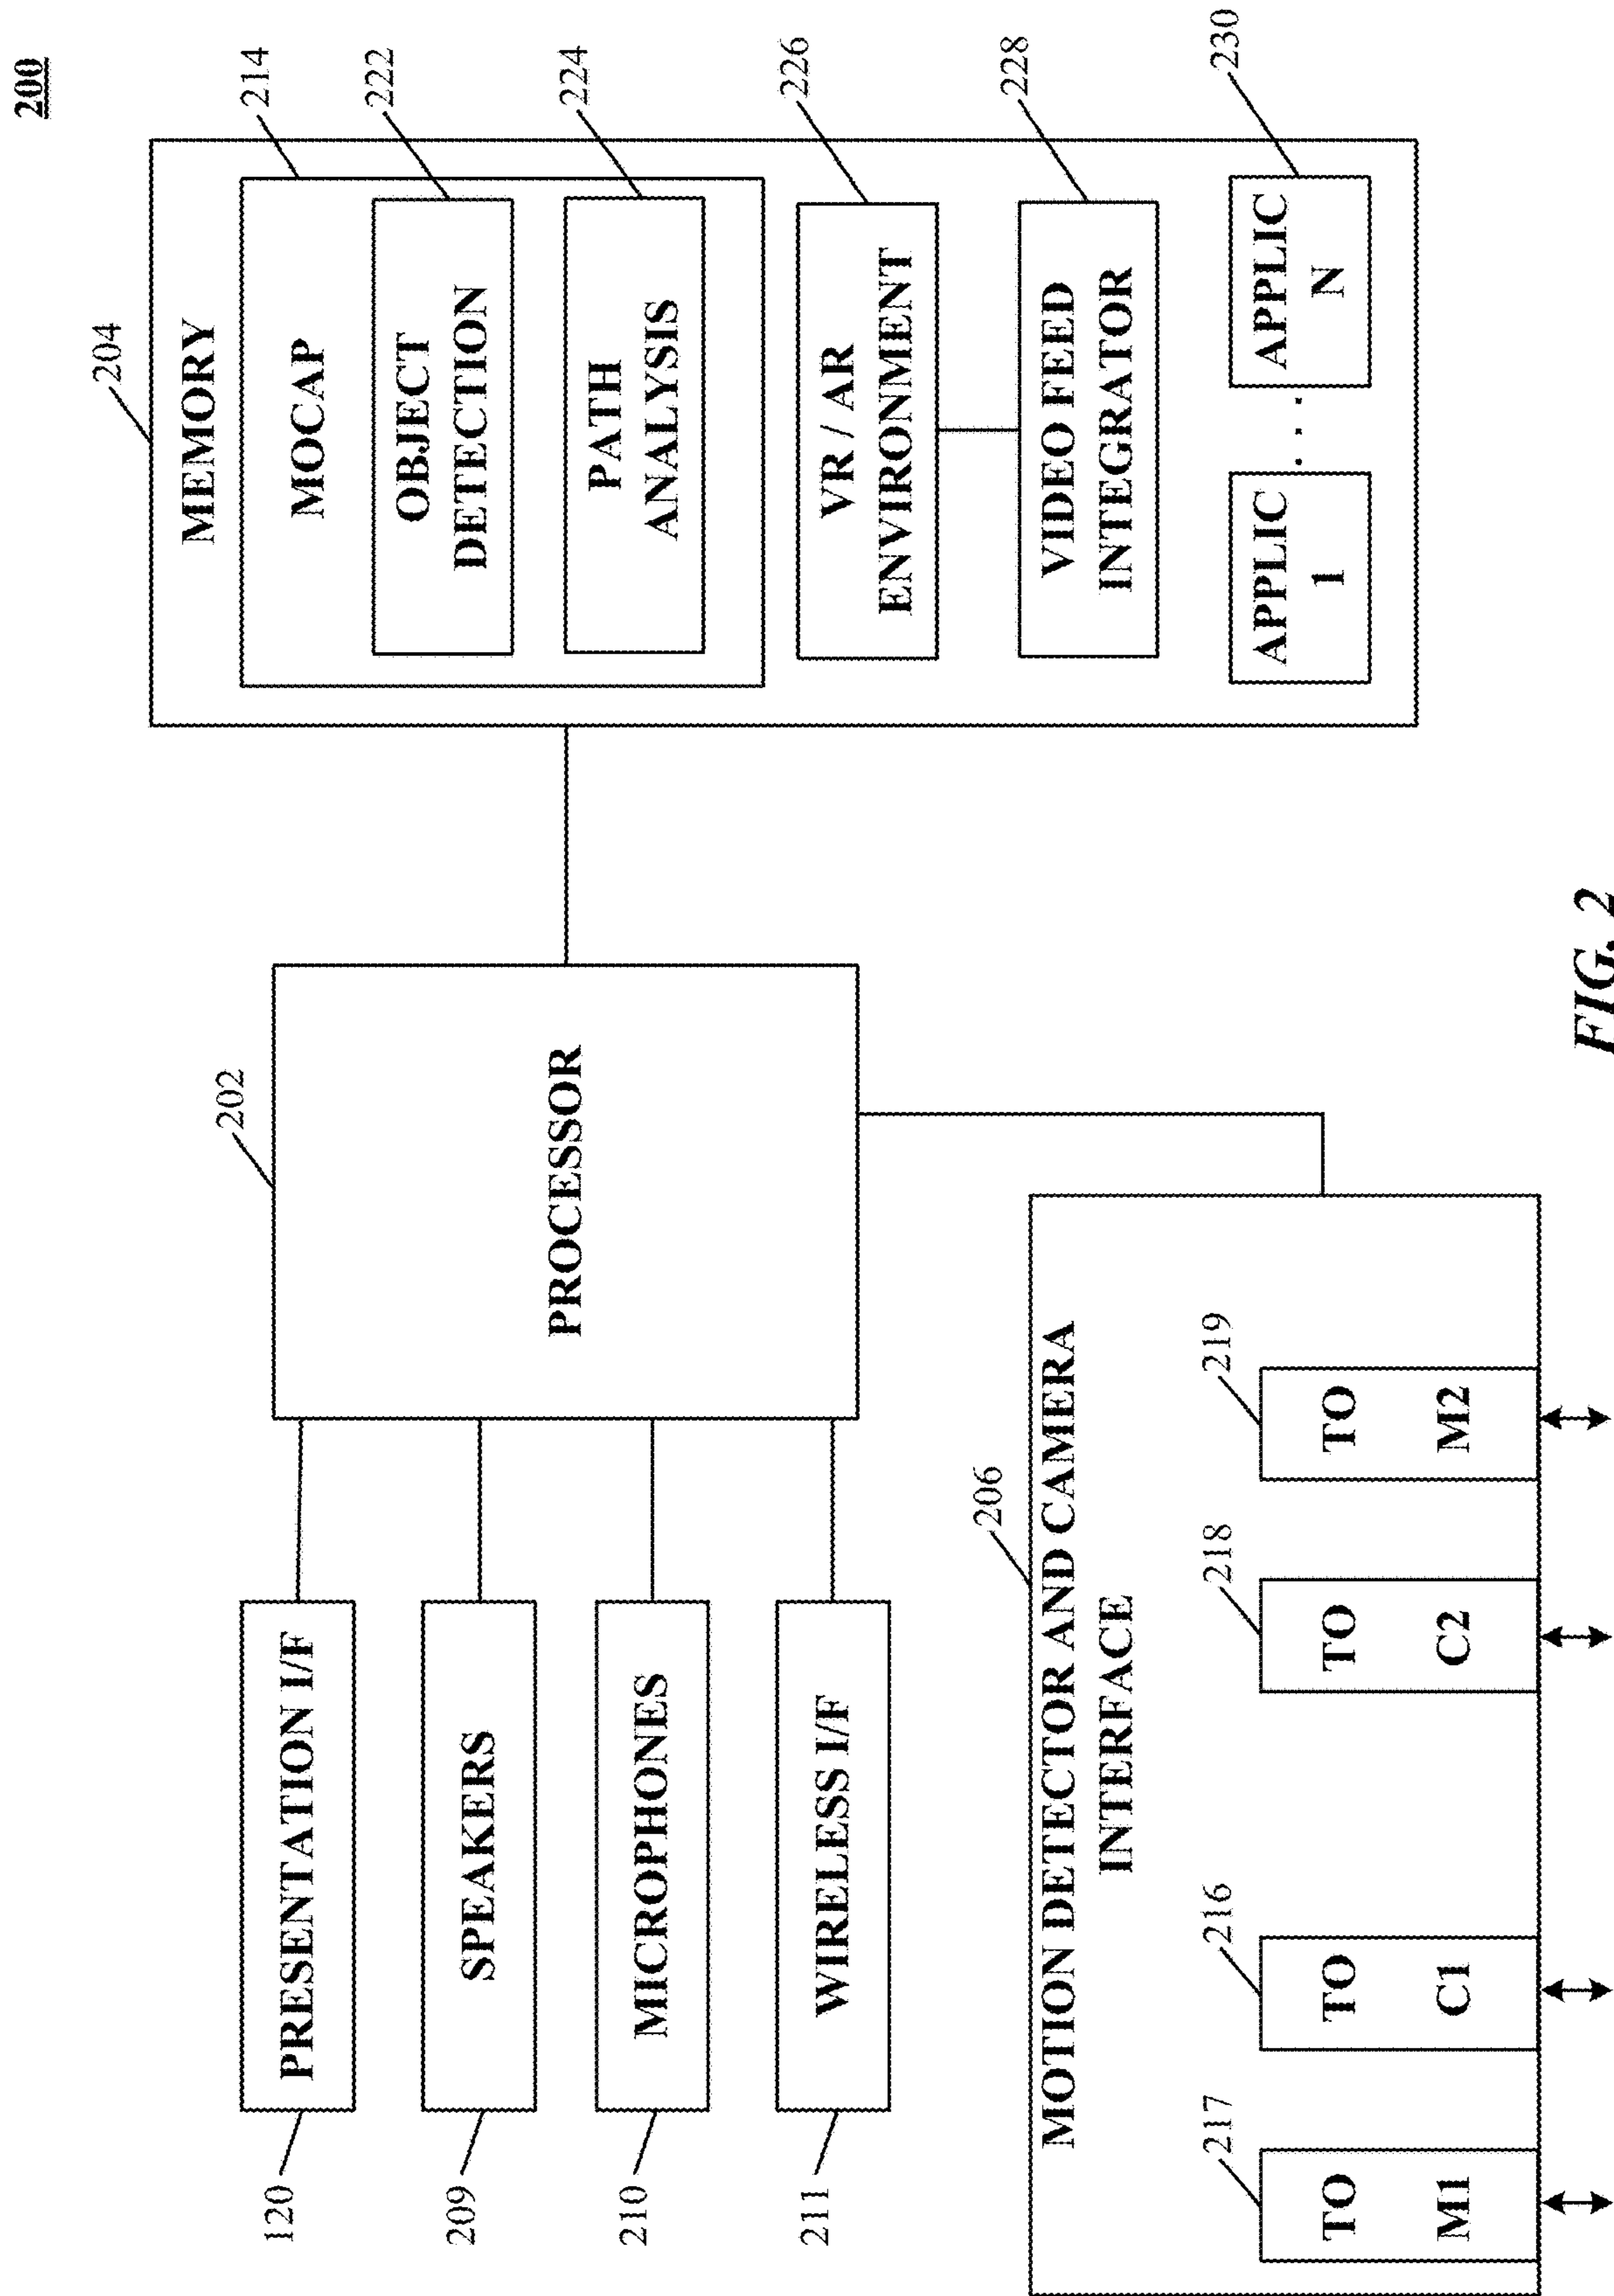 200
204
MEMORY
214
MOCAP
222
OBJECT
DETECTION
224
PATH
ANALYSIS
226
VR / AR
ENVIRONMENT
228
VIDEO FEED
INTEGRATOR
230
APPLIC
1
. . .
APPLIC
N
202
PROCESSOR
120
PRESENTATION I/F
209
SPEAKERS
210
MICROPHONES
211
WIRELESS I/F
206
MOTION DETECTOR AND CAMERA
INTERFACE
217
TO
M1
216
TO
C1
218
TO
C2
219
TO
M2
FIG. 2